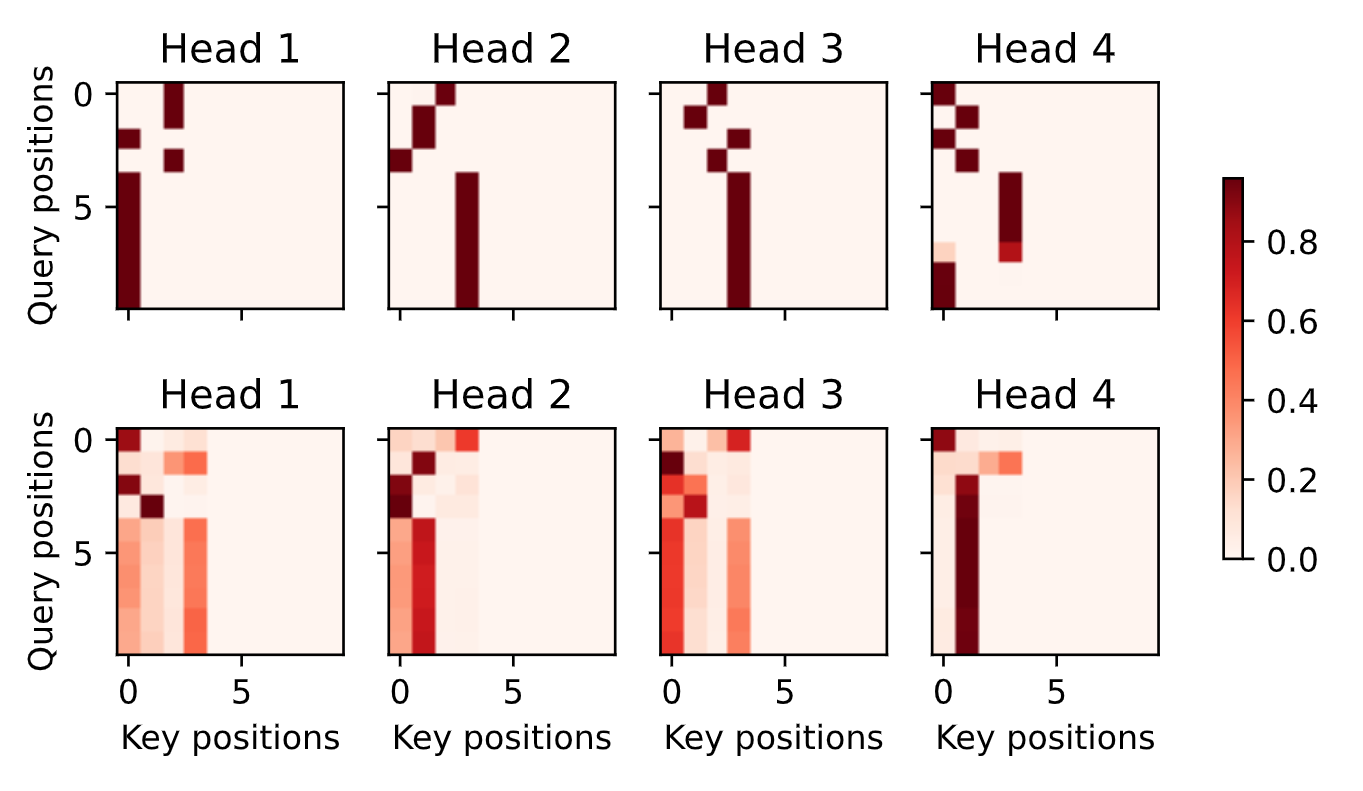 Head 1 Head 2 Head 3 Head 4
Query positions
0
5
0.8
0.6
0.4
0.2
0.0
Head 1 Head 2 Head 3 Head 4
Query positions
0
5
0 5 0 5 0 5 0 5
Key positions Key positions Key positions Key positions